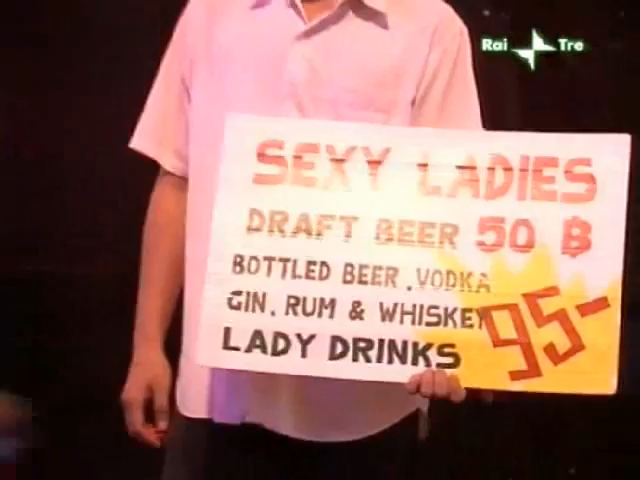 Rai Tre
SEXY LADIES
DRAFT BEER 50 ฿
BOTTLED BEER, VODKA
GIN, RUM & WHISKEY
LADY DRINKS
95-